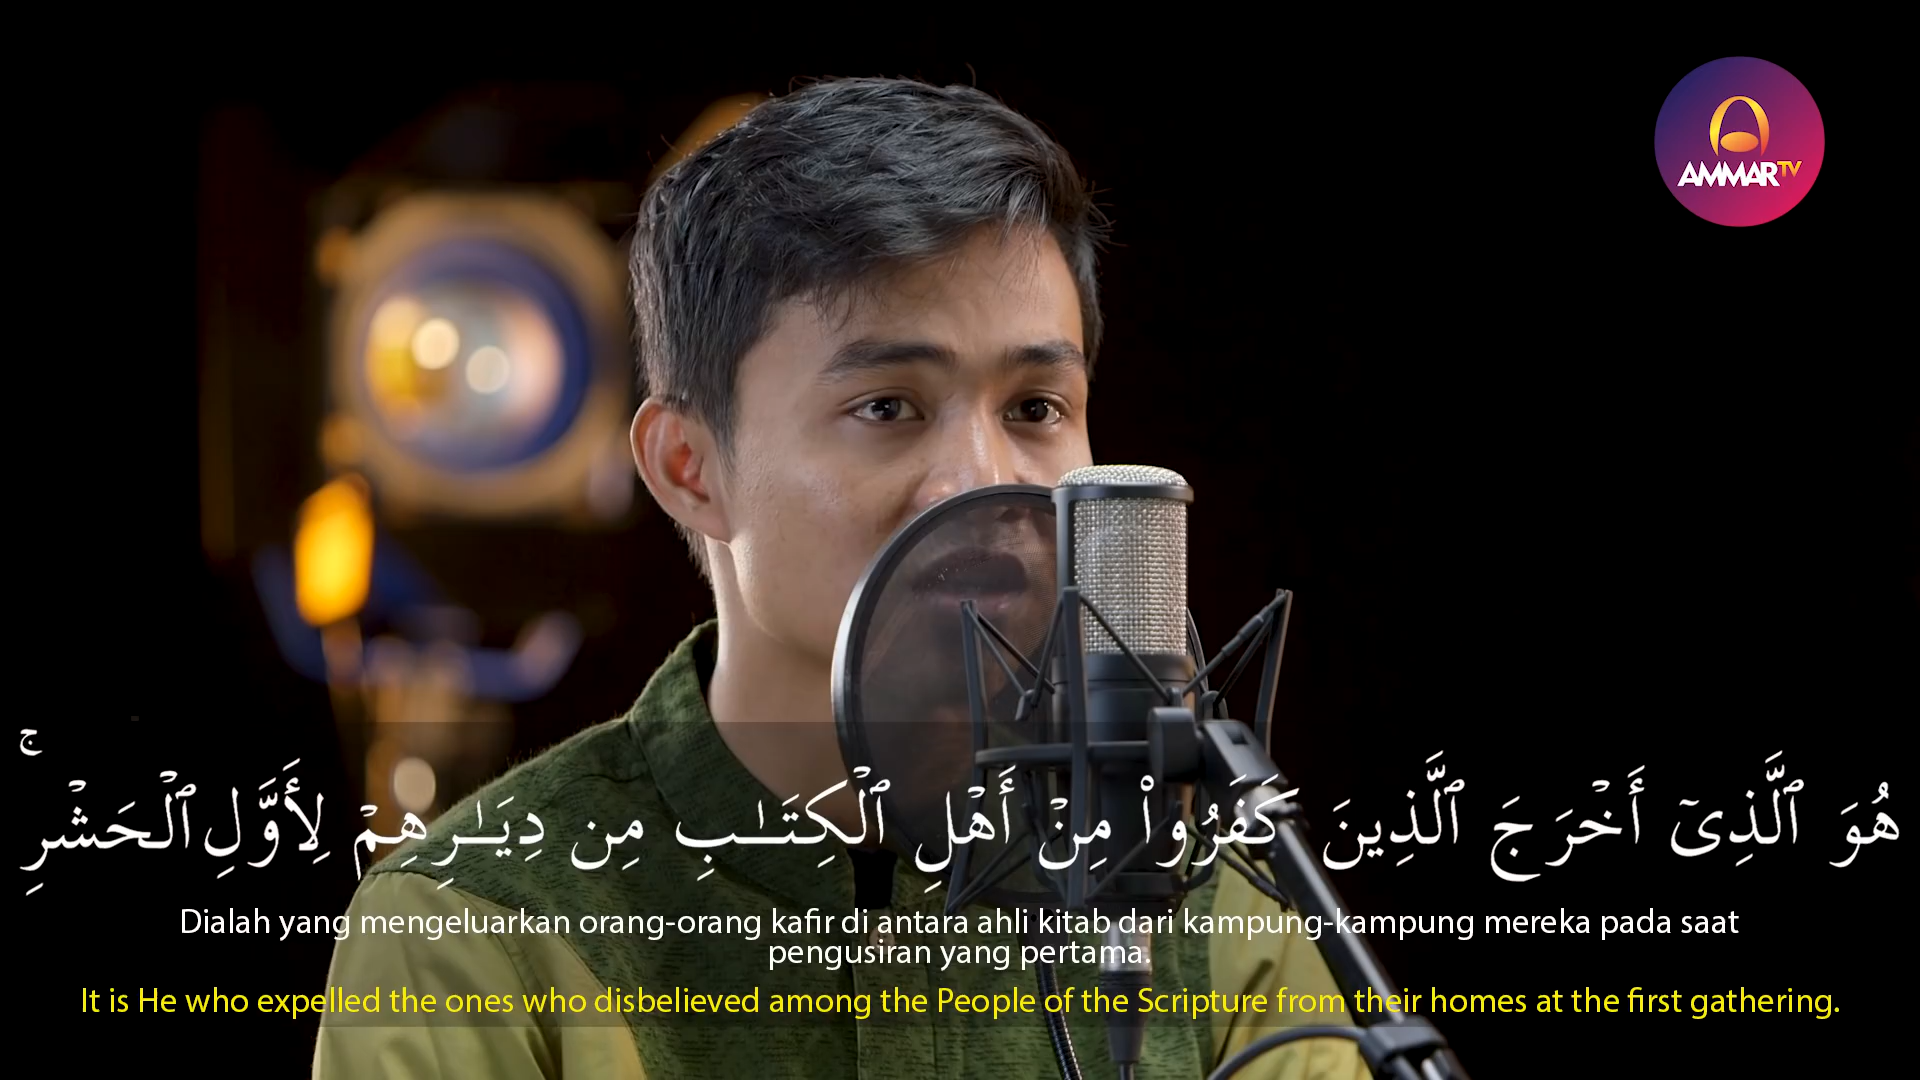 AMMARTV
هُوَ ٱلَّذِىٓ أَخْرَجَ ٱلَّذِينَ كَفَرُوا۟ مِنْ أَهْلِ ٱلْكِتَـٰبِ مِن دِيَـٰرِهِمْ لِأَوَّلِ ٱلْحَشْرِ ۚ
Dialah yang mengeluarkan orang-orang kafir di antara ahli kitab dari kampung-kampung mereka pada saat
pengusiran yang pertama.
It is He who expelled the ones who disbelieved among the People of the Scripture from their homes at the first gathering.